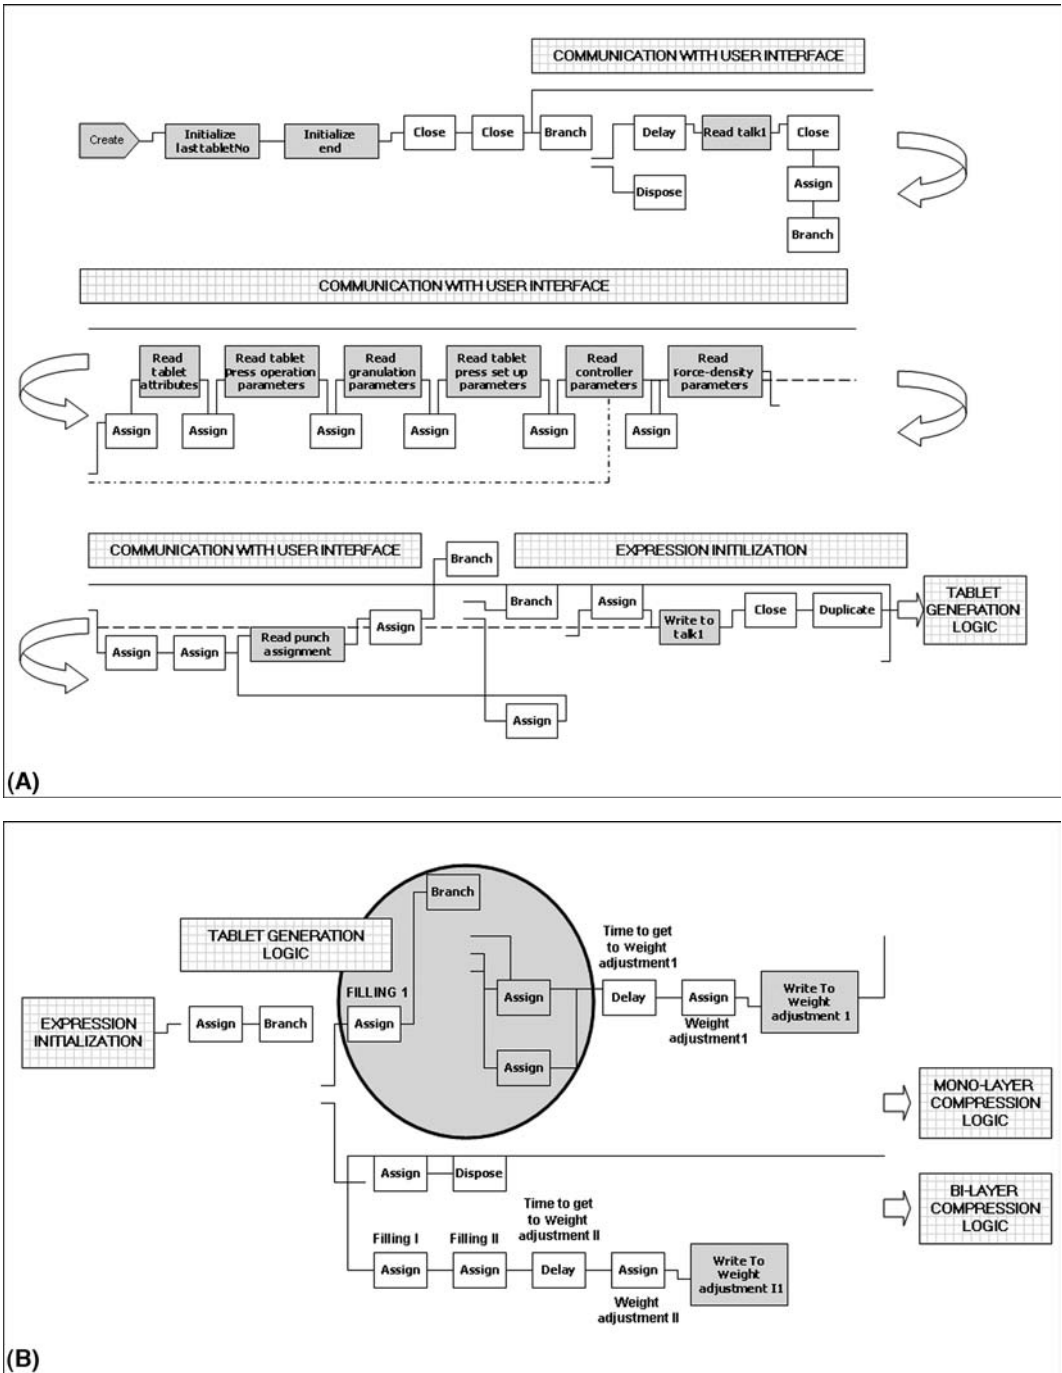 COMMUNICATION WITH USER INTERFACE
Create
Initialize
lasttabletNo
Initialize
end
Close
Close
Branch
Delay
Read talk1
Close
Dispose
Assign
Branch
COMMUNICATION WITH USER INTERFACE
Read
tablet
attributes
Read tablet
press operation
parameters
Read
granulation
parameters
Read tablet
press set up
parameters
Read
controller
parameters
Read
Force-density
parameters
Assign
Assign
Assign
Assign
Assign
Assign
COMMUNICATION WITH USER INTERFACE
Branch
EXPRESSION INITILIZATION
Branch
Assign
Close
Duplicate
TABLET
GENERATION
LOGIC
Assign
Assign
Read punch
assignment
Assign
Write to
talk1
Assign
(A)
Branch
TABLET GENERATION
LOGIC
FILLING 1
Time to get
to Weight
adjustment1
EXPRESSION
INITIALIZATION
Assign
Branch
Assign
Assign
Delay
Assign
Weight
adjustment1
Write To
Weight
adjustment 1
Assign
MONO-LAYER
COMPRESSION
LOGIC
Assign
Dispose
BI-LAYER
COMPRESSION
LOGIC
Time to get
to Weight
adjustment II
Filling I
Filling II
Assign
Assign
Delay
Assign
Weight
adjustment II
Write To
Weight
adjustment I1
(B)